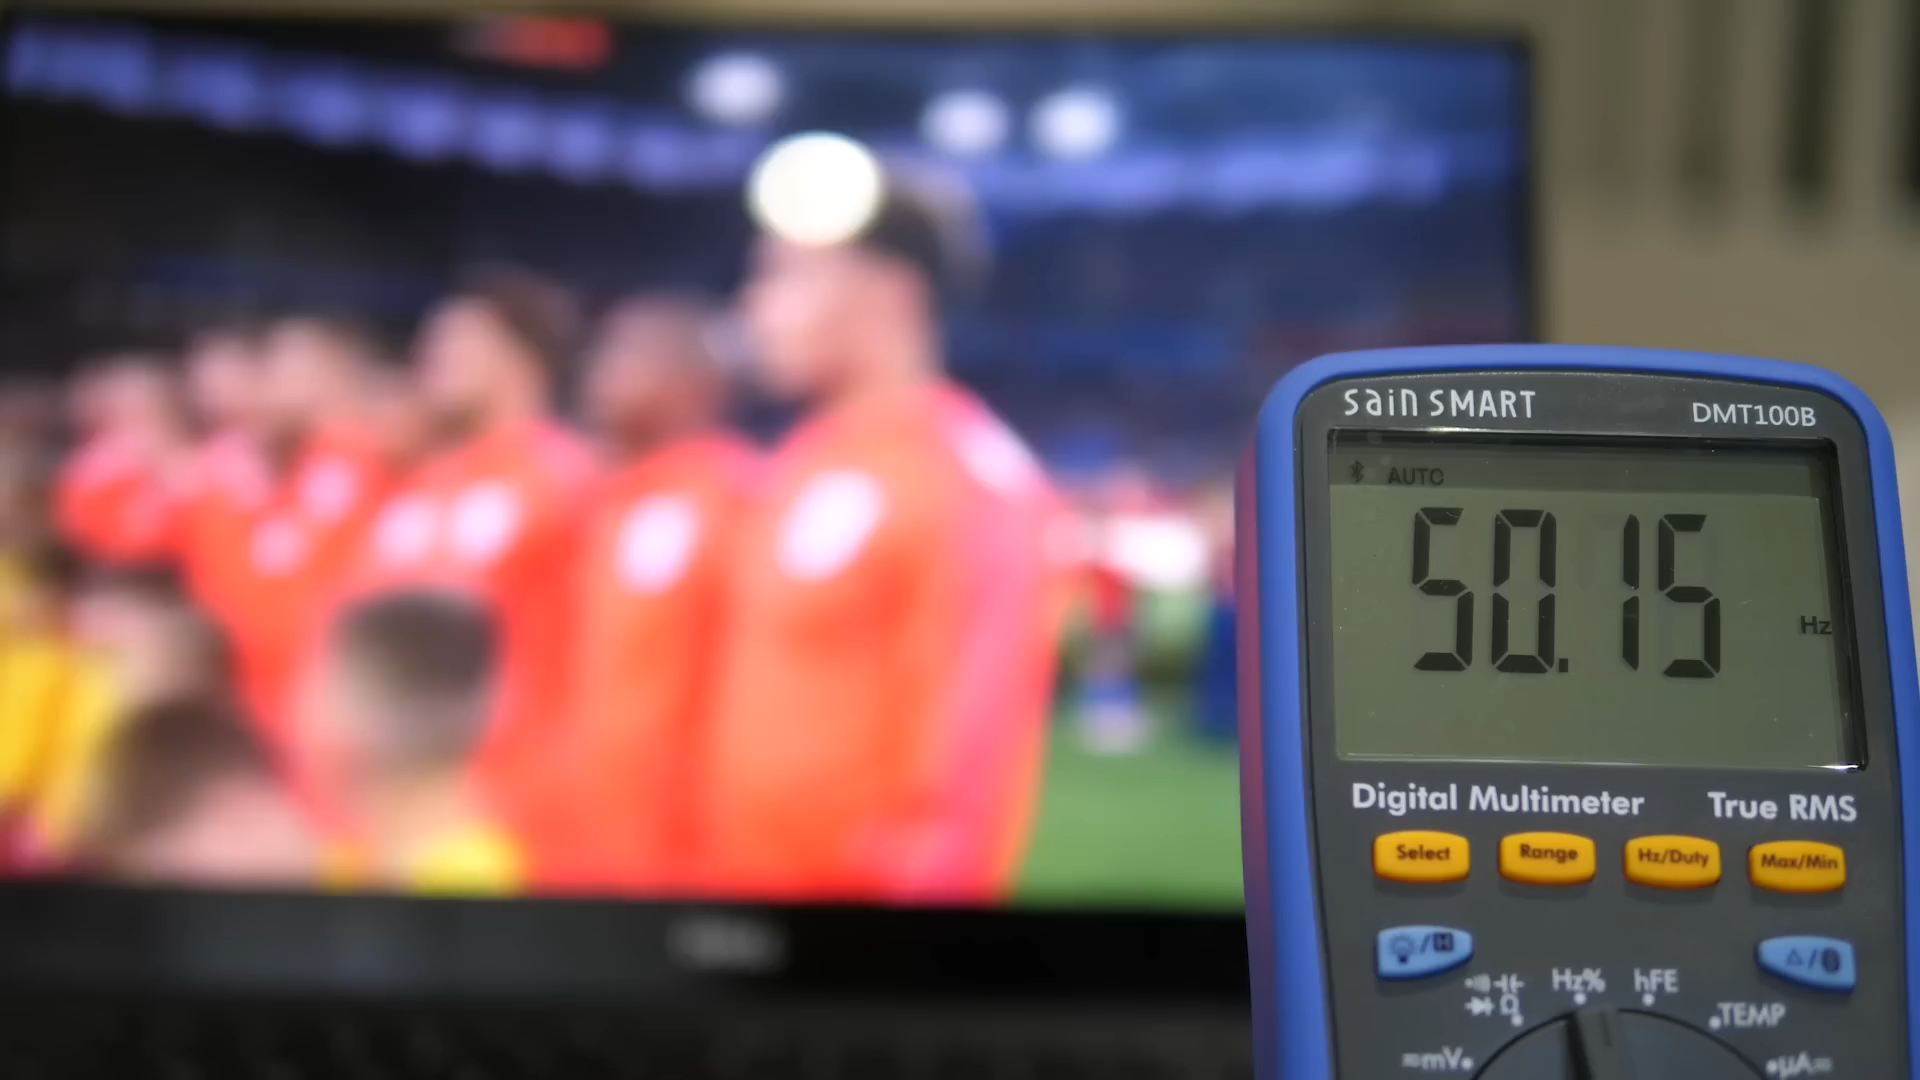 sain SMART
DMT100B
AUTO
50.15
Hz
Digital Multimeter
True RMS
Select
Range
Hz/Duty
Max/Min
/H
Δ/
Hz%
hFE
Ω
TEMP
mV
µA